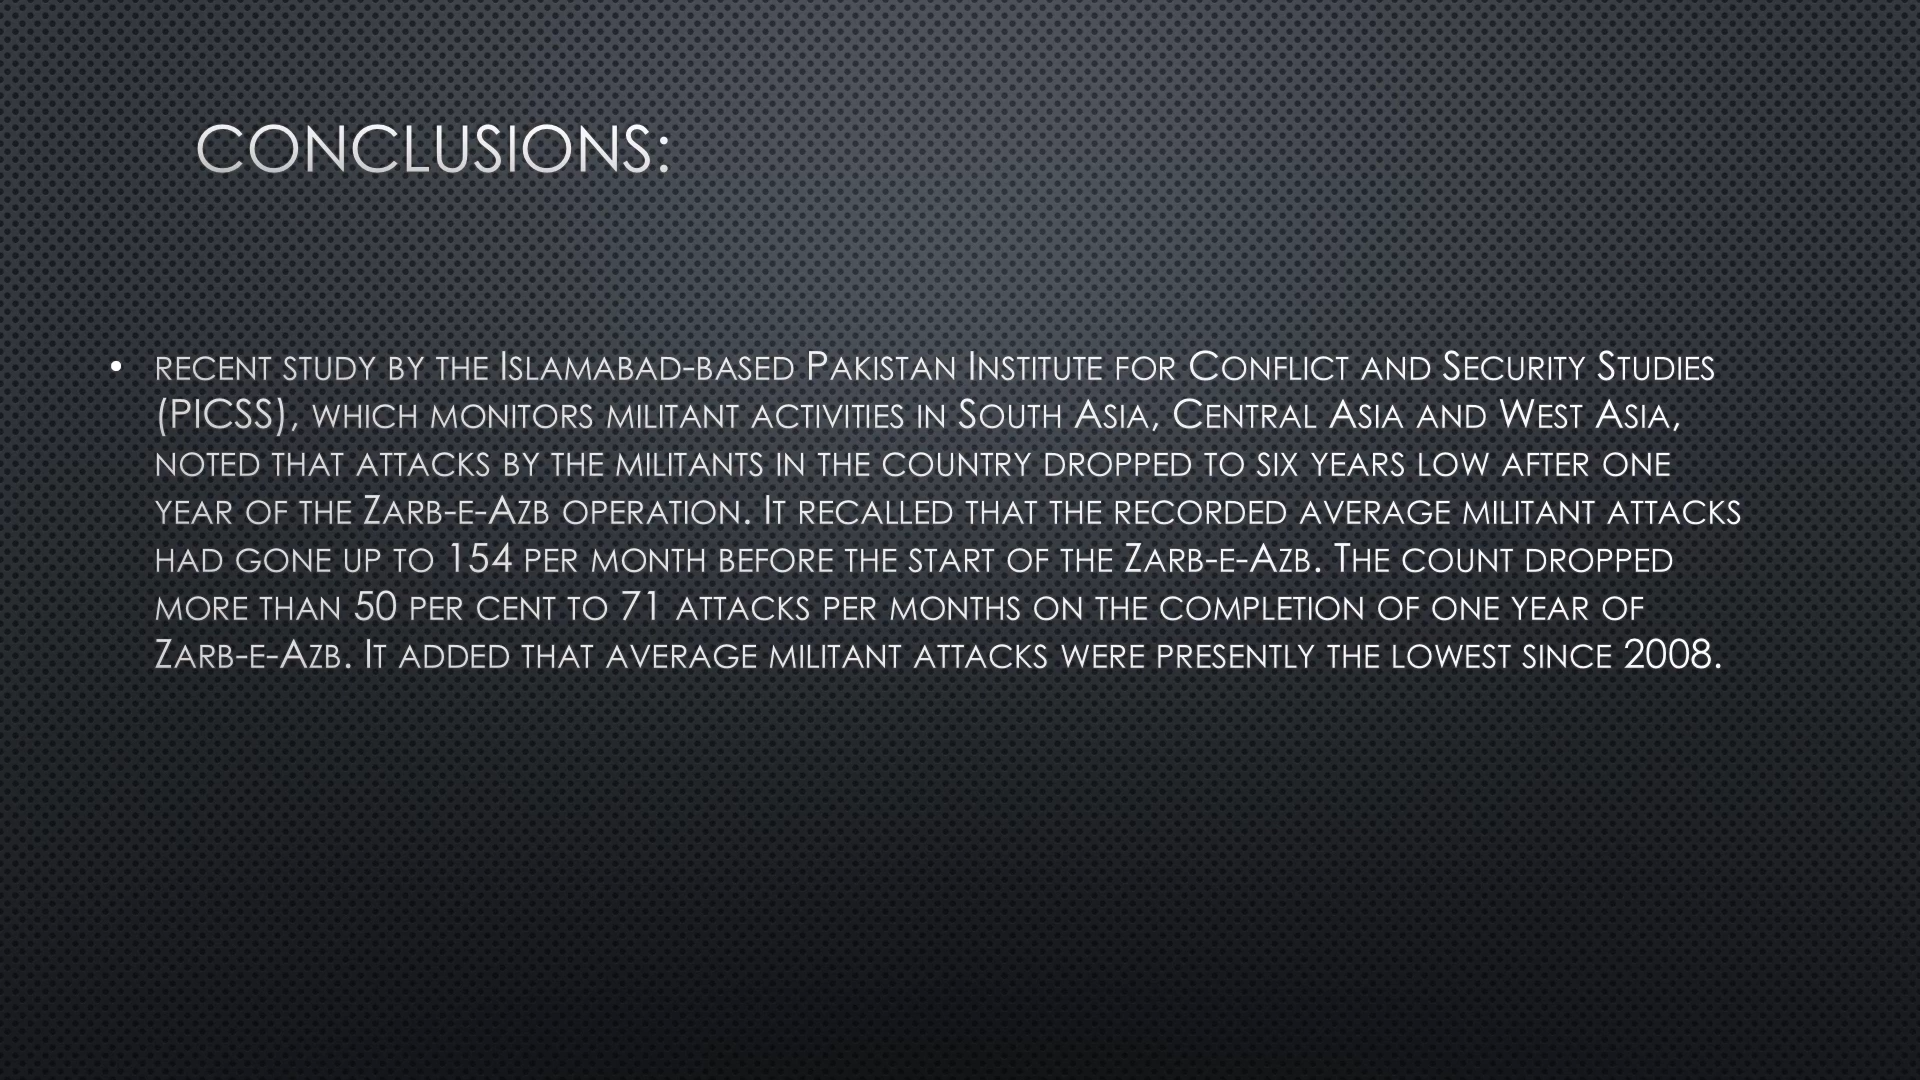 CONCLUSIONS:
• RECENT STUDY BY THE ISLAMABAD-BASED PAKISTAN INSTITUTE FOR CONFLICT AND SECURITY STUDIES
(PICSS), WHICH MONITORS MILITANT ACTIVITIES IN SOUTH ASIA, CENTRAL ASIA AND WEST ASIA,
NOTED THAT ATTACKS BY THE MILITANTS IN THE COUNTRY DROPPED TO SIX YEARS LOW AFTER ONE
YEAR OF THE ZARB-E-AZB OPERATION. IT RECALLED THAT THE RECORDED AVERAGE MILITANT ATTACKS
HAD GONE UP TO 154 PER MONTH BEFORE THE START OF THE ZARB-E-AZB. THE COUNT DROPPED
MORE THAN 50 PER CENT TO 71 ATTACKS PER MONTHS ON THE COMPLETION OF ONE YEAR OF
ZARB-E-AZB. IT ADDED THAT AVERAGE MILITANT ATTACKS WERE PRESENTLY THE LOWEST SINCE 2008.